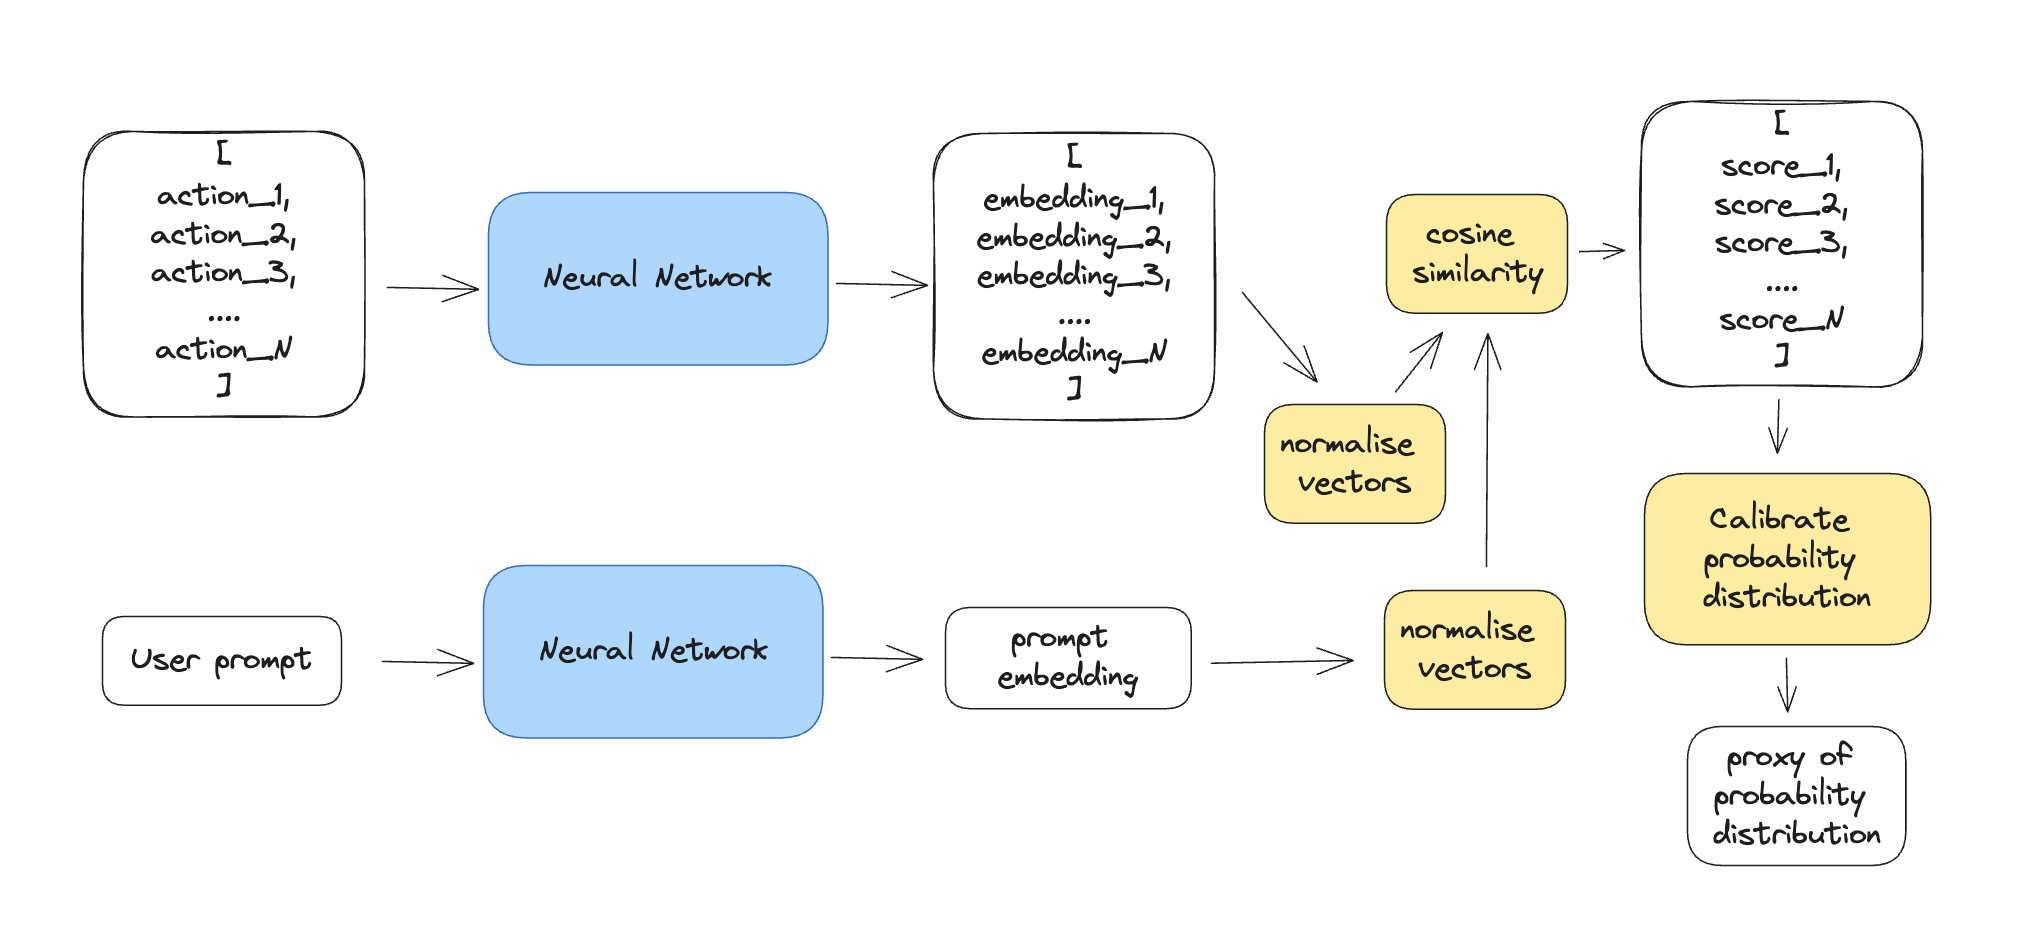 [
action_1,
action_2,
action_3,
....
action_N
]
Neural Network
[
embedding_1,
embedding_2,
embedding_3,
....
embedding_N
]
normalise
vectors
cosine
similarity
[
score_1,
score_2,
score_3,
....
score_N
]
User prompt
Neural Network
prompt
embedding
normalise
vectors
Calibrate
probability
distribution
proxy of
probability
distribution